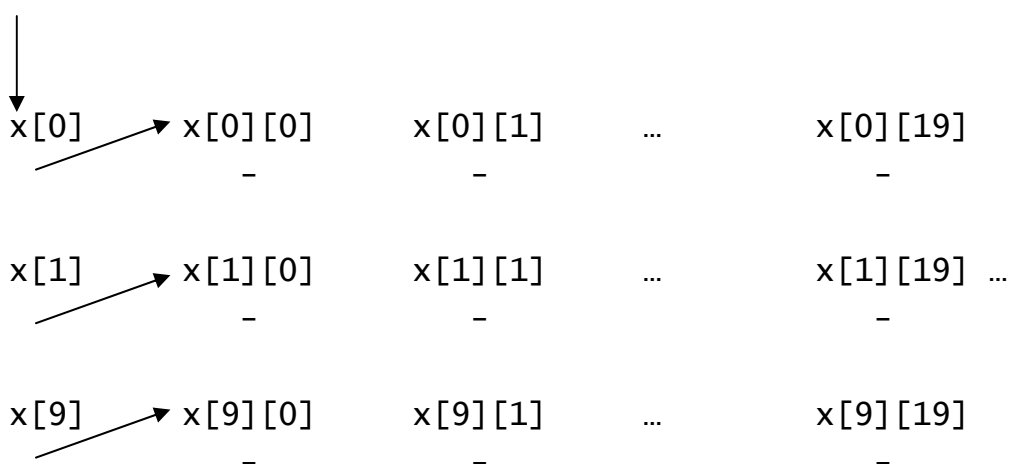 x[0] x[0][0] x[0][1] … x[0][19]
– – –
x[1] x[1][0] x[1][1] … x[1][19] …
– – –
x[9] x[9][0] x[9][1] … x[9][19]
– – –